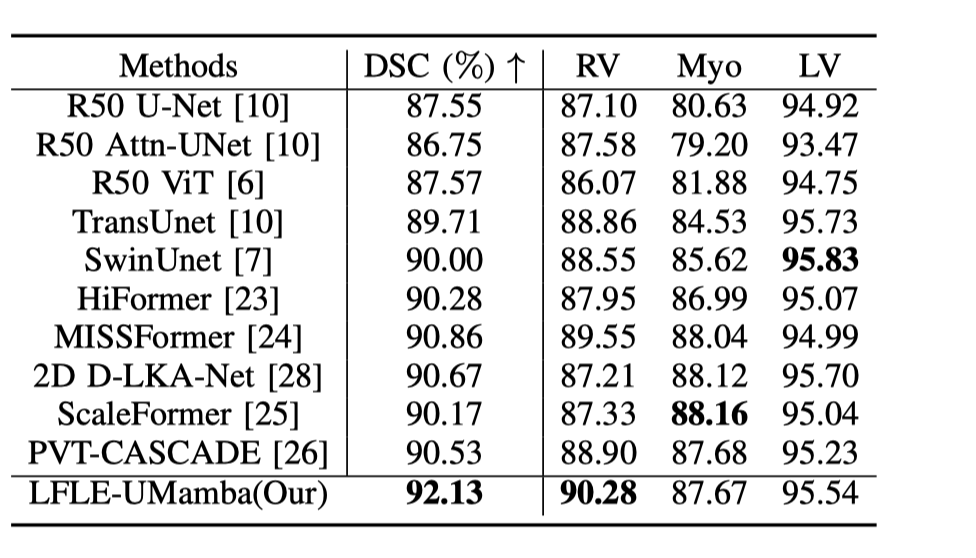 Methods DSC (%) ↑ RV Myo LV
R50 U-Net [10] 87.55 87.10 80.63 94.92
R50 Attn-UNet [10] 86.75 87.58 79.20 93.47
R50 ViT [6] 87.57 86.07 81.88 94.75
TransUnet [10] 89.71 88.86 84.53 95.73
SwinUnet [7] 90.00 88.55 85.62 95.83
HiFormer [23] 90.28 87.95 86.99 95.07
MISSFormer [24] 90.86 89.55 88.04 94.99
2D D-LKA-Net [28] 90.67 87.21 88.12 95.70
ScaleFormer [25] 90.17 87.33 88.16 95.04
PVT-CASCADE [26] 90.53 88.90 87.68 95.23
LFLE-UMamba(Our) 92.13 90.28 87.67 95.54